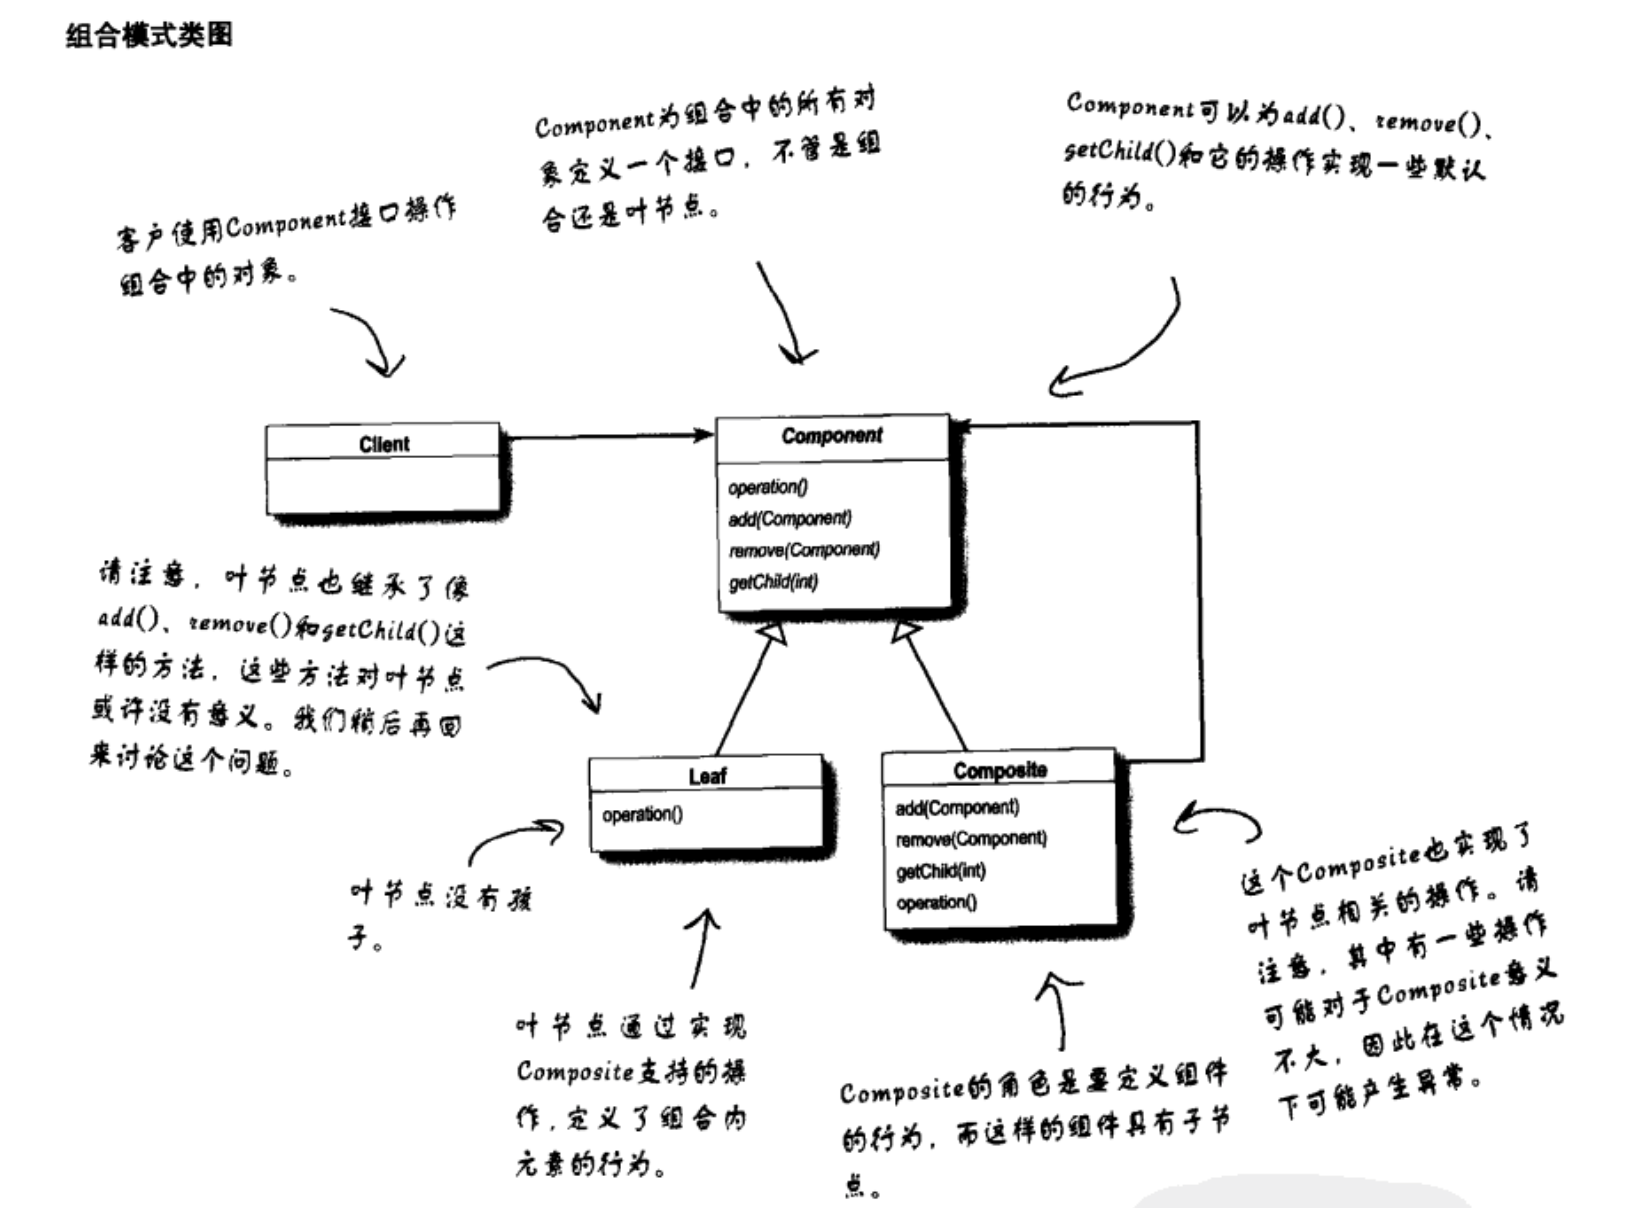 组合模式类图
Component为组合中的所有对
象定义一个接口，不管是组
合还是叶节点。
Component可以为add()、remove()、
getChild()和它的操作实现一些默认
的行为。
客户使用Component接口操作
组合中的对象。
Client
Component
operation()
add(Component)
remove(Component)
getChild(int)
请注意，叶节点也继承了像
add()、remove()和getChild()这
样的方法，这些方法对叶节点
或许没有意义。我们稍后再回
来讨论这个问题。
Leaf
operation()
Composite
add(Component)
remove(Component)
getChild(int)
operation()
叶节点没有孩
子。
这个Composite也实现了
叶节点相关的操作。请
注意，其中有一些操作
可能对于Composite意义
不大，因此在这个情况
下可能产生异常。
叶节点通过实现
Composite支持的操
作，定义了组合内
元素的行为。
Composite的角色是要定义组件
的行为，而这样的组件具有子节
点。